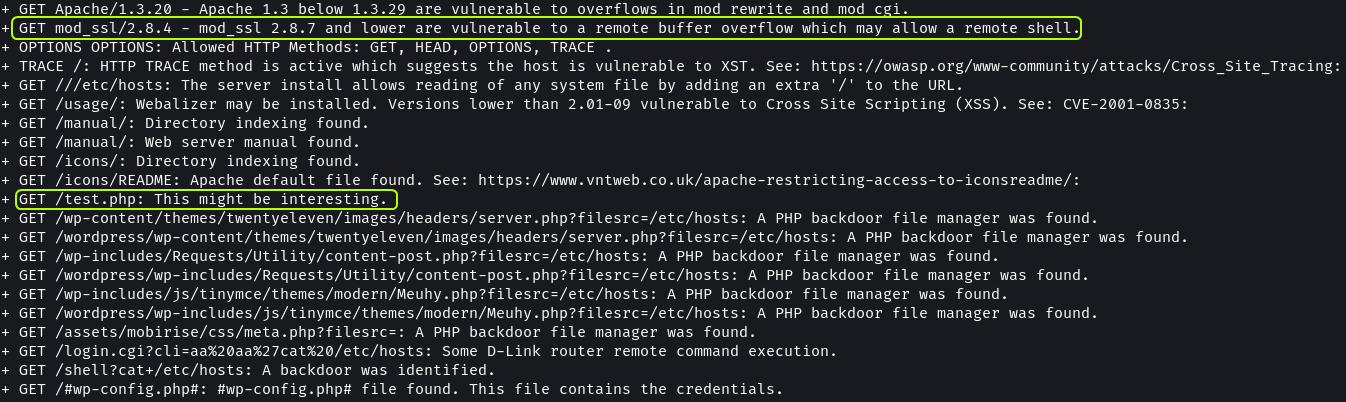 + GET Apache/1.3.20 - Apache 1.3 below 1.3.29 are vulnerable to overflows in mod_rewrite and mod_cgi.
+ GET mod_ssl/2.8.4 - mod_ssl 2.8.7 and lower are vulnerable to a remote buffer overflow which may allow a remote shell.
+ OPTIONS OPTIONS: Allowed HTTP Methods: GET, HEAD, OPTIONS, TRACE .
+ TRACE /: HTTP TRACE method is active which suggests the host is vulnerable to XST. See: https://owasp.org/www-community/attacks/Cross_Site_Tracing:
+ GET ///etc/hosts: The server install allows reading of any system file by adding an extra '/' to the URL.
+ GET /usage/: Webalizer may be installed. Versions lower than 2.01-09 vulnerable to Cross Site Scripting (XSS). See: CVE-2001-0835:
+ GET /manual/: Directory indexing found.
+ GET /manual/: Web server manual found.
+ GET /icons/: Directory indexing found.
+ GET /icons/README: Apache default file found. See: https://www.vntweb.co.uk/apache-restricting-access-to-iconsreadme/:
+ GET /test.php: This might be interesting.
+ GET /wp-content/themes/twentyeleven/images/headers/server.php?filesrc=/etc/hosts: A PHP backdoor file manager was found.
+ GET /wordpress/wp-content/themes/twentyeleven/images/headers/server.php?filesrc=/etc/hosts: A PHP backdoor file manager was found.
+ GET /wp-includes/Requests/Utility/content-post.php?filesrc=/etc/hosts: A PHP backdoor file manager was found.
+ GET /wordpress/wp-includes/Requests/Utility/content-post.php?filesrc=/etc/hosts: A PHP backdoor file manager was found.
+ GET /wp-includes/js/tinymce/themes/modern/Meuhy.php?filesrc=/etc/hosts: A PHP backdoor file manager was found.
+ GET /wordpress/wp-includes/js/tinymce/themes/modern/Meuhy.php?filesrc=/etc/hosts: A PHP backdoor file manager was found.
+ GET /assets/mobirise/css/meta.php?filesrc=: A PHP backdoor file manager was found.
+ GET /login.cgi?cli=aa%20aa%27cat%20/etc/hosts: Some D-Link router remote command execution.
+ GET /shell?cat+/etc/hosts: A backdoor was identified.
+ GET /#wp-config.php#: #wp-config.php# file found. This file contains the credentials.